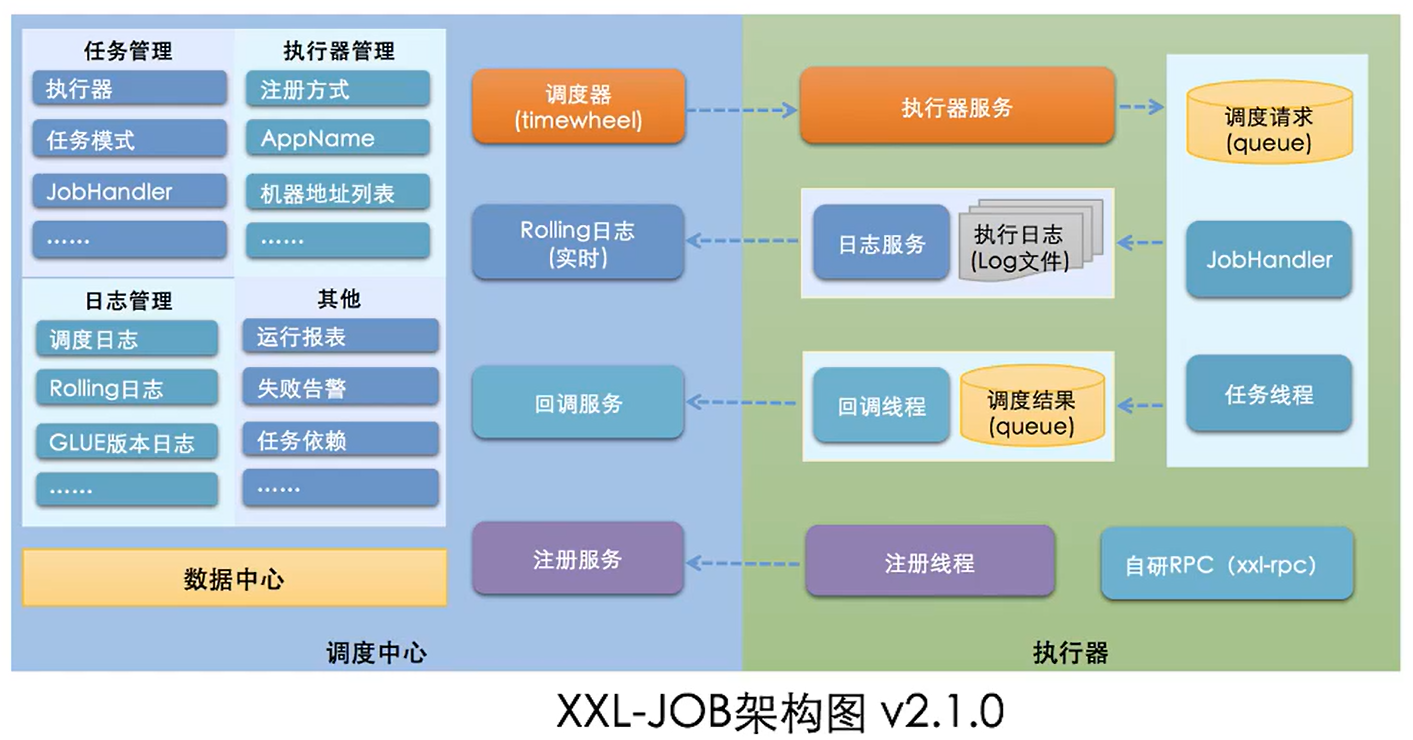 任务管理
执行器
任务模式
JobHandler
……
执行器管理
注册方式
AppName
机器地址列表
……
日志管理
调度日志
Rolling日志
GLUE版本日志
……
其他
运行报表
失败告警
任务依赖
……
数据中心
调度器
(timewheel)
Rolling日志
(实时)
回调服务
注册服务
调度中心
执行器服务
日志服务
执行日志
(Log文件)
回调线程
调度结果
(queue)
注册线程
调度请求
(queue)
JobHandler
任务线程
自研RPC（xxl-rpc）
执行器
XXL-JOB架构图 v2.1.0